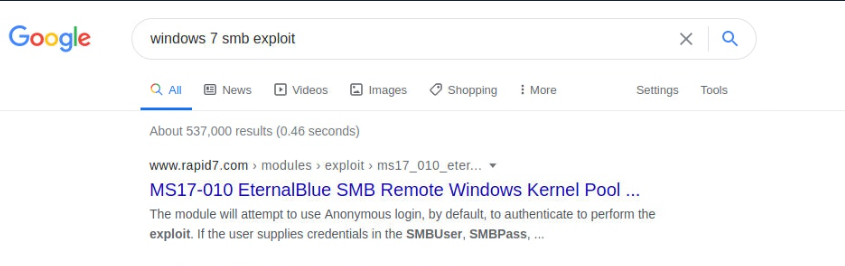 Google
windows 7 smb exploit
All News Videos Images Shopping More Settings Tools
About 537,000 results (0.46 seconds)
www.rapid7.com › modules › exploit › ms17_010_eter...
MS17-010 EternalBlue SMB Remote Windows Kernel Pool ...
The module will attempt to use Anonymous login, by default, to authenticate to perform the
exploit. If the user supplies credentials in the SMBUser, SMBPass, ...